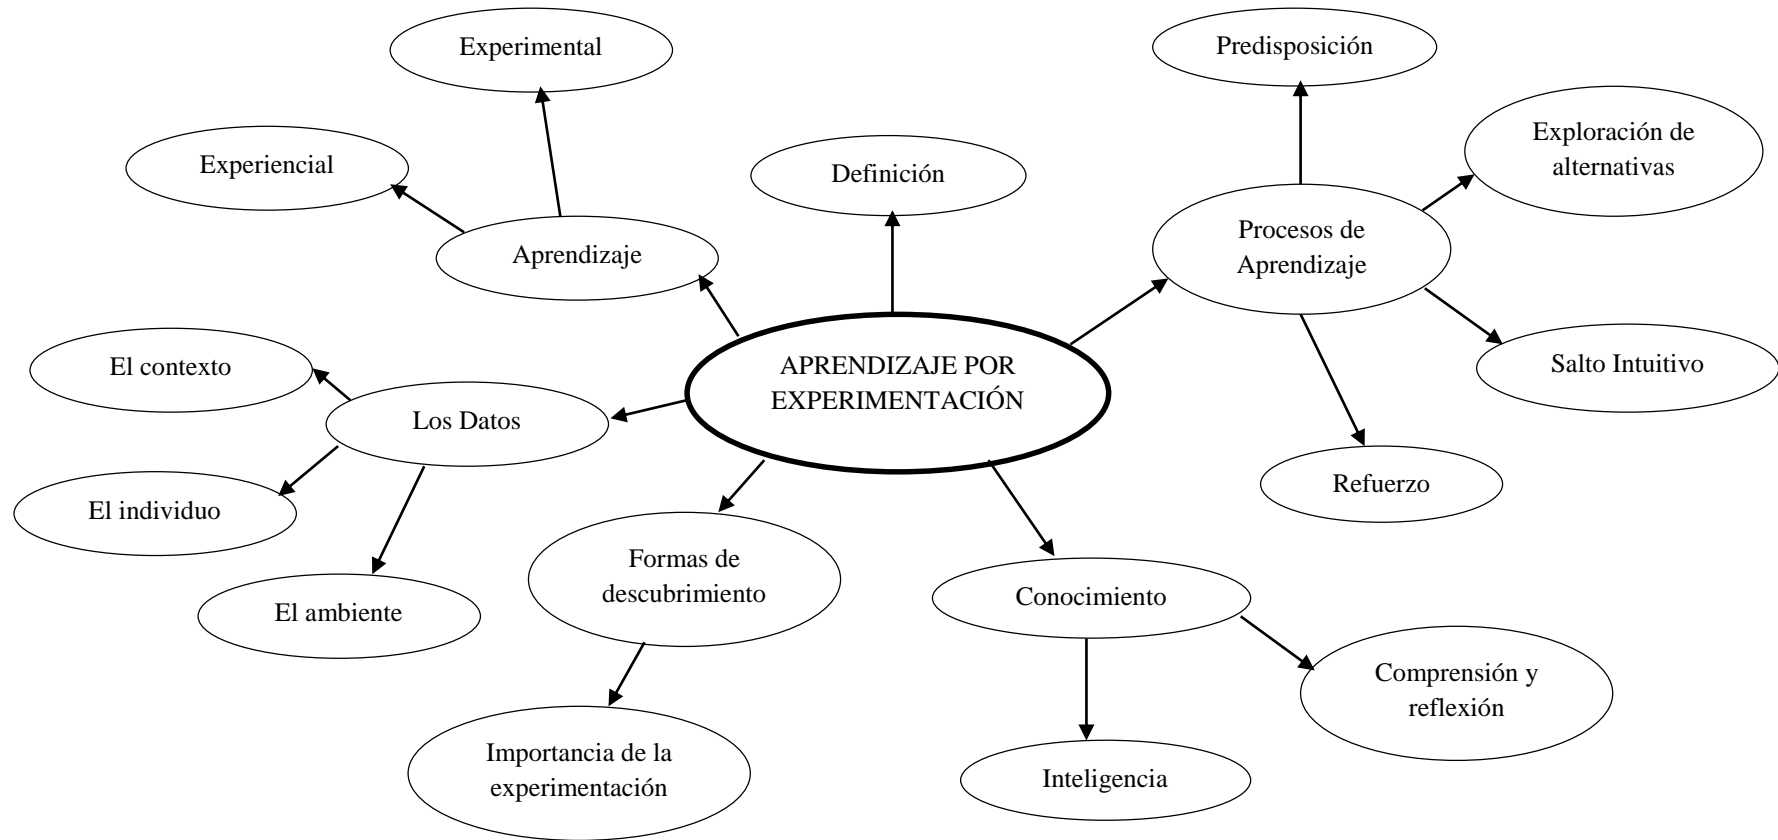 Experimental
Predisposición
Exploración de
alternativas
Experiencial
Definición
Procesos de
Aprendizaje
Aprendizaje
El contexto
APRENDIZAJE POR
EXPERIMENTACIÓN
Salto Intuitivo
Los Datos
Refuerzo
El individuo
Formas de
descubrimiento
Conocimiento
El ambiente
Comprensión y
reflexión
Importancia de la
experimentación
Inteligencia